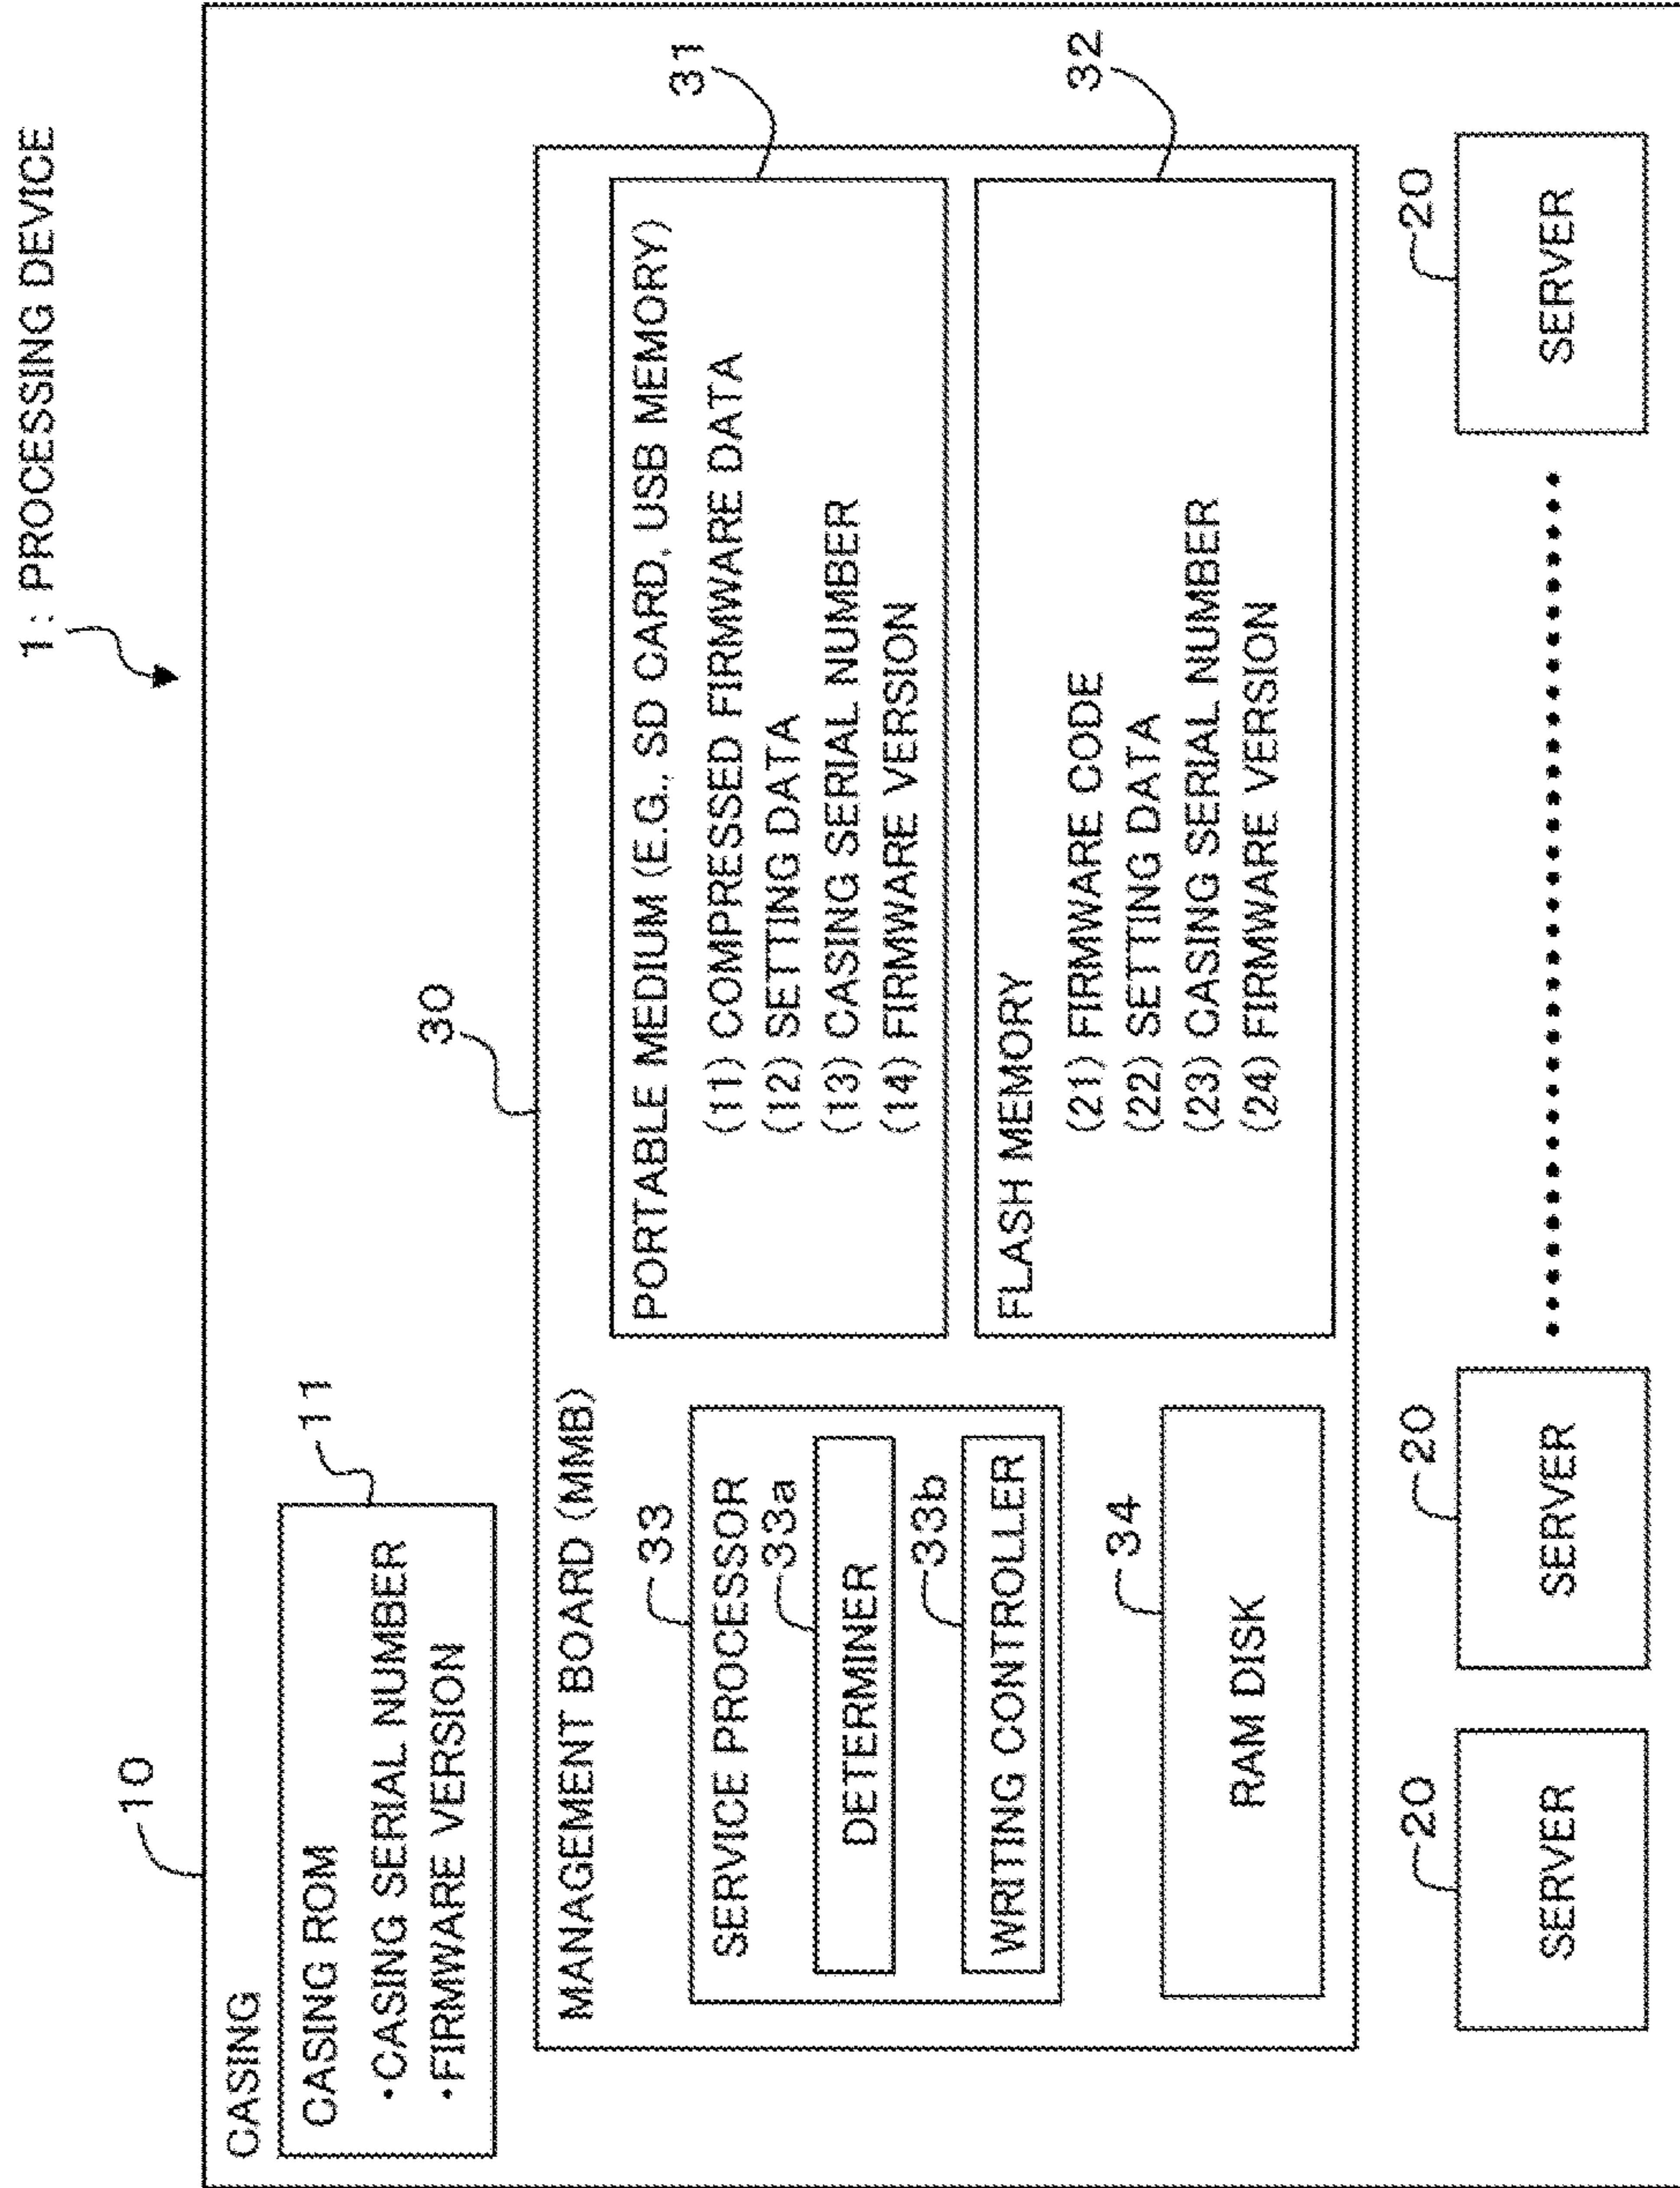 1: PROCESSING DEVICE
10
CASING
11
CASING ROM
・CASING SERIAL NUMBER
・FIRMWARE VERSION
30
MANAGEMENT BOARD (MMB)
33
SERVICE PROCESSOR
33a
DETERMINER
33b
WRITING CONTROLLER
34
RAM DISK
31
PORTABLE MEDIUM (E.G., SD CARD, USB MEMORY)
(11) COMPRESSED FIRMWARE DATA
(12) SETTING DATA
(13) CASING SERIAL NUMBER
(14) FIRMWARE VERSION
32
FLASH MEMORY
(21) FIRMWARE CODE
(22) SETTING DATA
(23) CASING SERIAL NUMBER
(24) FIRMWARE VERSION
20
SERVER
20
SERVER
20
SERVER